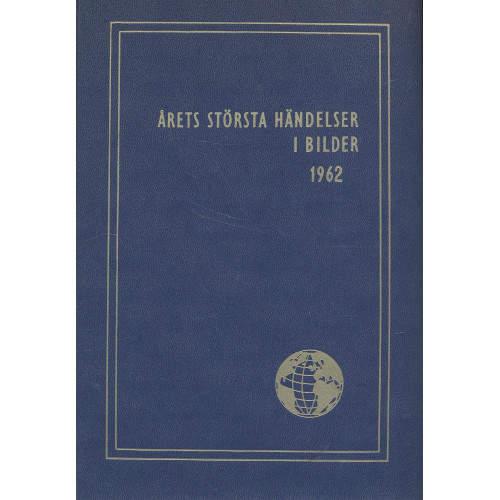 ÅRETS STÖRSTA HÄNDELSER
I BILDER
1962